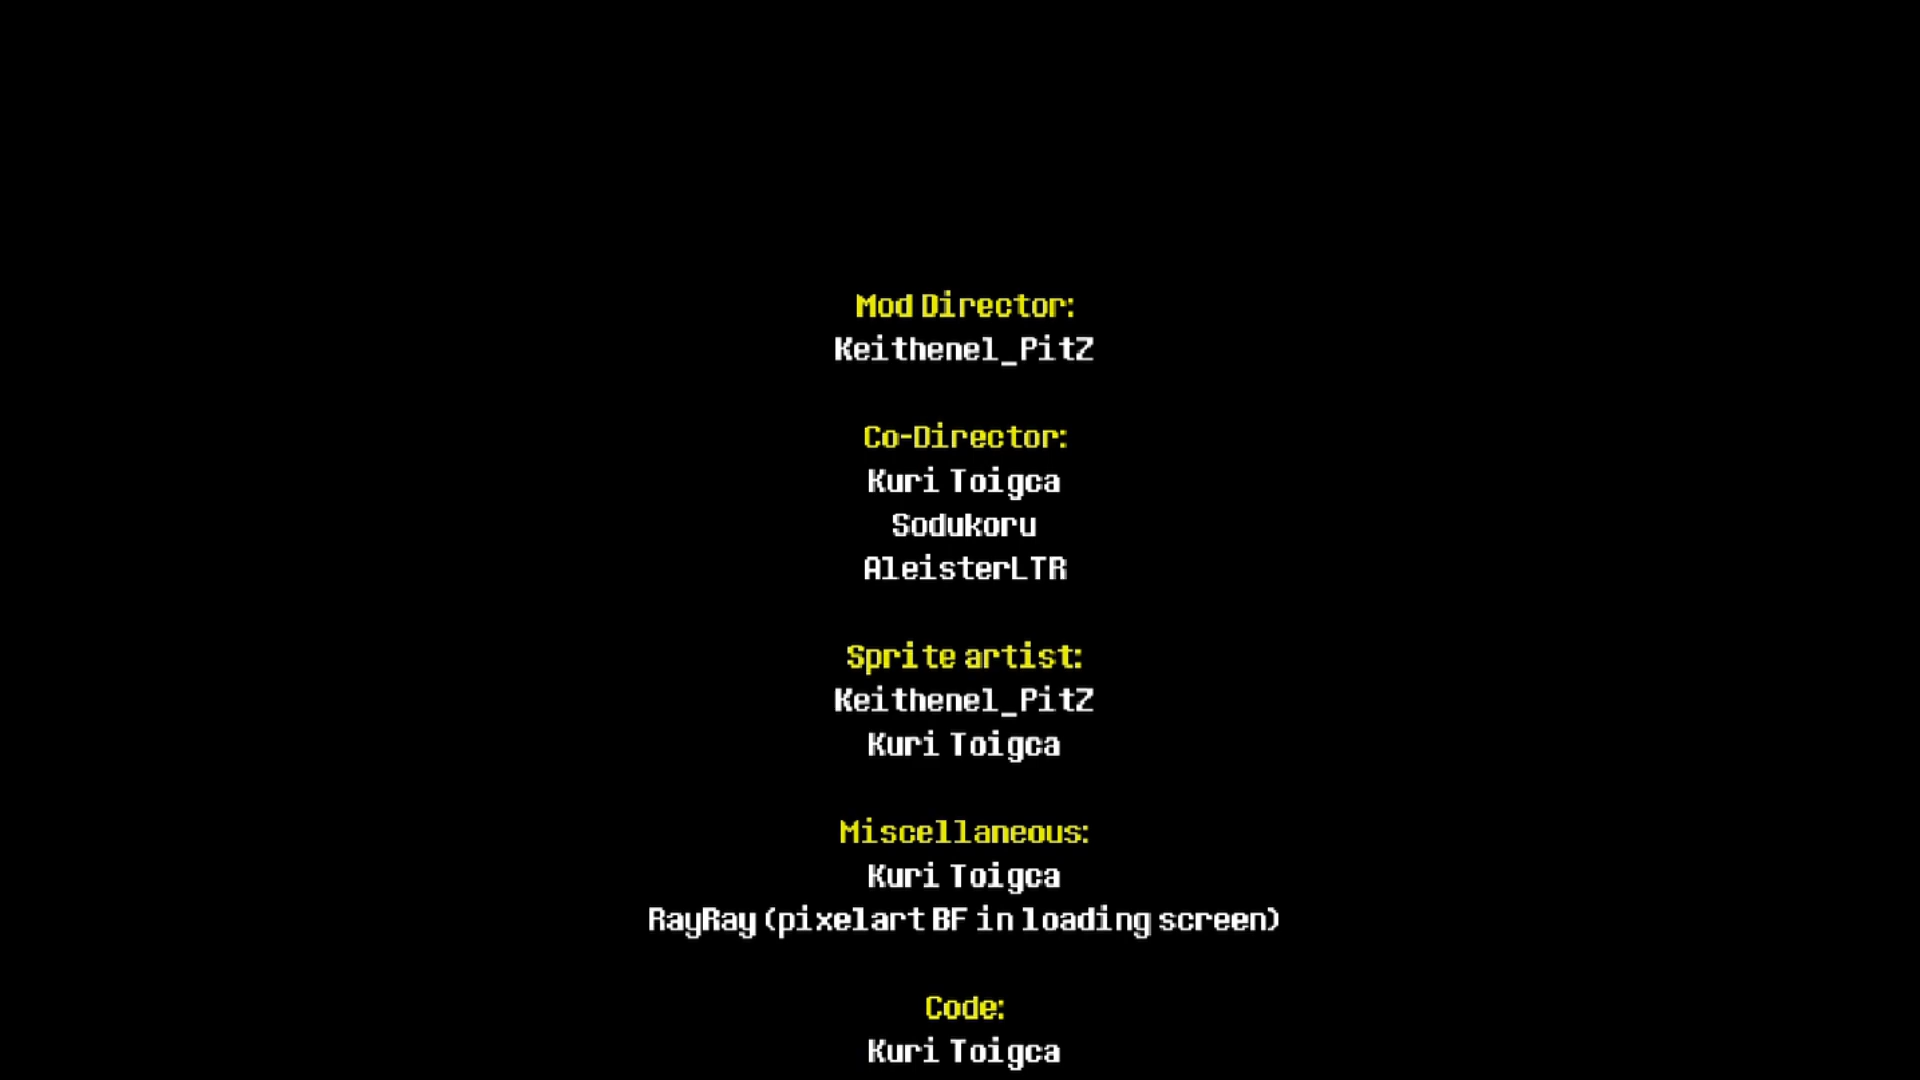 Mod Director:
Keithenel_PitZ
Co-Director:
Kuri Toigca
Sodukoru
AleisterLTR
Sprite artist:
Keithenel_PitZ
Kuri Toigca
Miscellaneous:
Kuri Toigca
RayRay (pixelart BF in loading screen)
Code:
Kuri Toigca